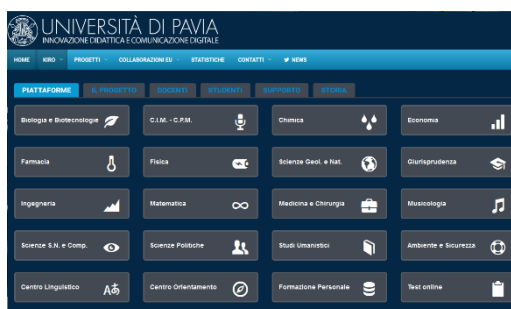 UNIVERSITÀ DI PAVIA
INNOVAZIONE DIDATTICA E COMUNICAZIONE DIGITALE
HOME KIRO PROGETTI COLLABORAZIONI EU STATISTICHE CONTATTI NEWS
PIATTAFORME IL PROGETTO DOCENTI STUDENTI SUPPORTO STORIA
Biologia e Biotecnologie C.I.M. - C.P.M. Chimica Economia
Farmacia Fisica Scienze Geol. e Nat. Giurisprudenza
Ingegneria Matematica Medicina e Chirurgia Musicologia
Scienze S.N. e Comp. Scienze Politiche Studi Umanistici Ambiente e Sicurezza
Centro Linguistico Centro Orientamento Formazione Personale Test online